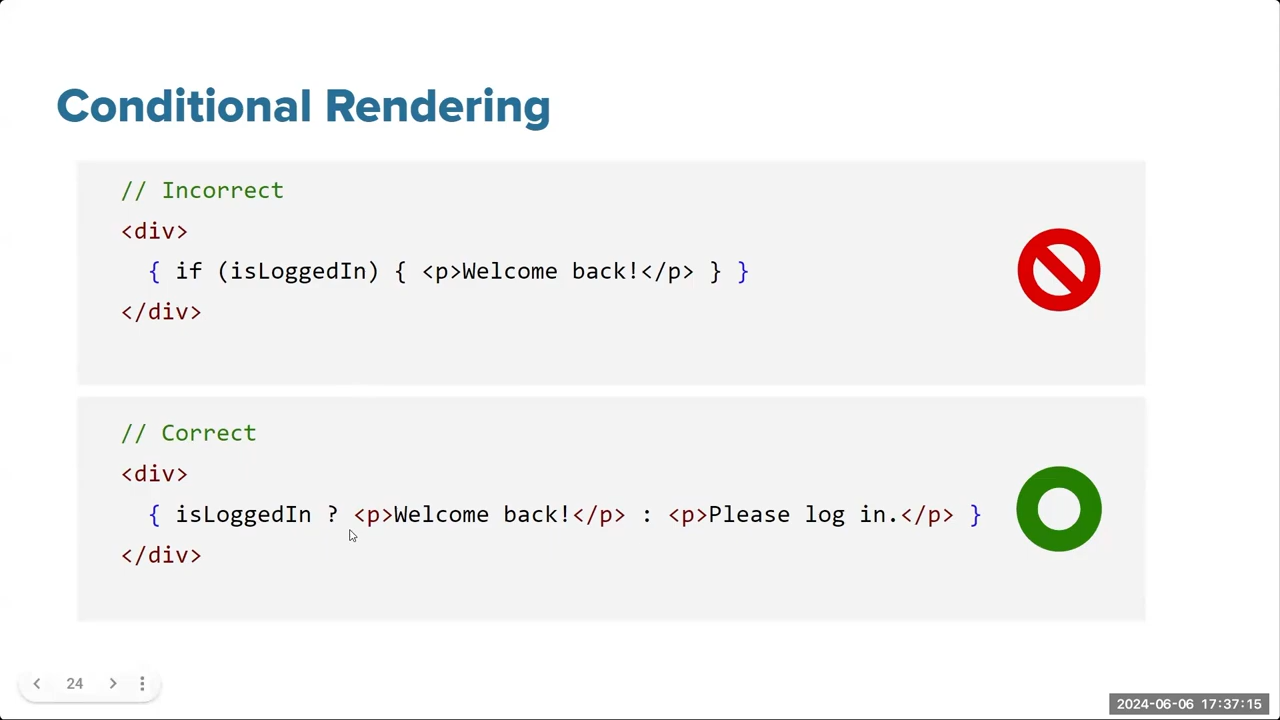 Conditional Rendering
// Incorrect
<div>
{ if (isLoggedIn) { <p>Welcome back!</p> } }
</div>
// Correct
<div>
{ isLoggedIn ? <p>Welcome back!</p> : <p>Please log in.</p> }
</div>
24
2024-06-06 17:37:15